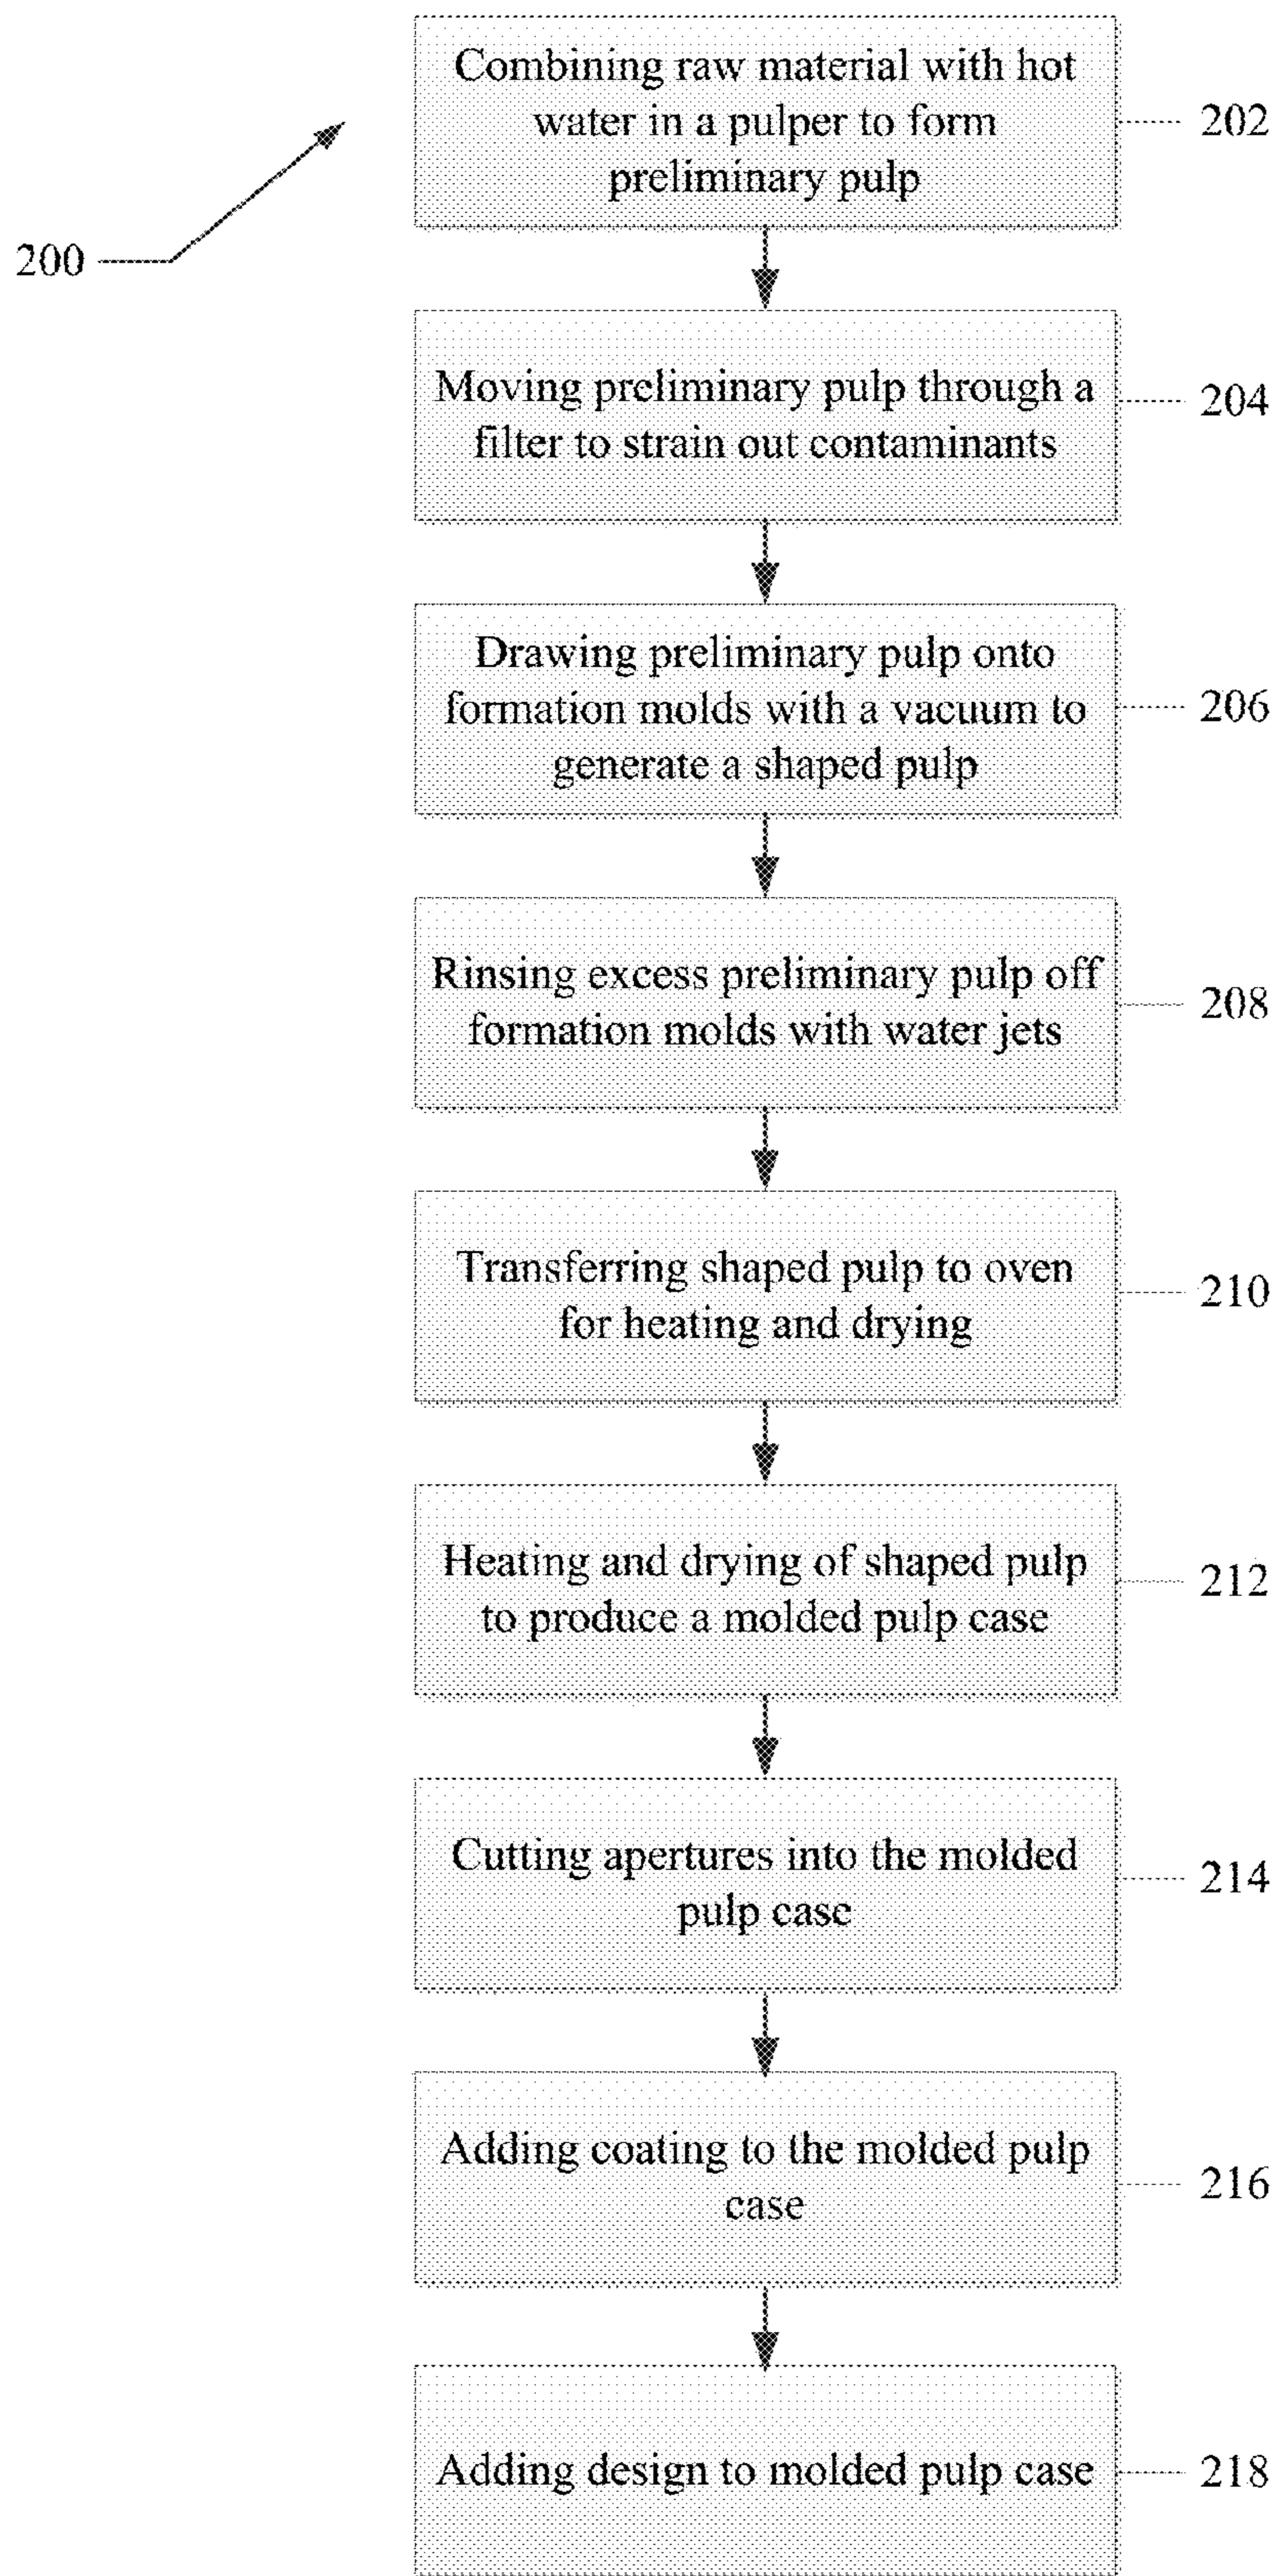 Combining raw material with hot
water in a pulper to form
preliminary pulp
202
200
Moving preliminary pulp through a
filter to strain out contaminants
204
Drawing preliminary pulp onto
formation molds with a vacuum to
generate a shaped pulp
206
Rinsing excess preliminary pulp off
formation molds with water jets
208
Transferring shaped pulp to oven
for heating and drying
210
Heating and drying of shaped pulp
to produce a molded pulp case
212
Cutting apertures into the molded
pulp case
214
Adding coating to the molded pulp
case
216
Adding design to molded pulp case
218